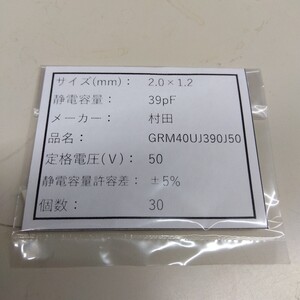 サイズ(mm)： 2.0×1.2
静電容量： 39pF
メーカー： 村田
品名： GRM40UJ390J50
定格電圧(V)： 50
静電容量許容差： ±5%
個数： 30